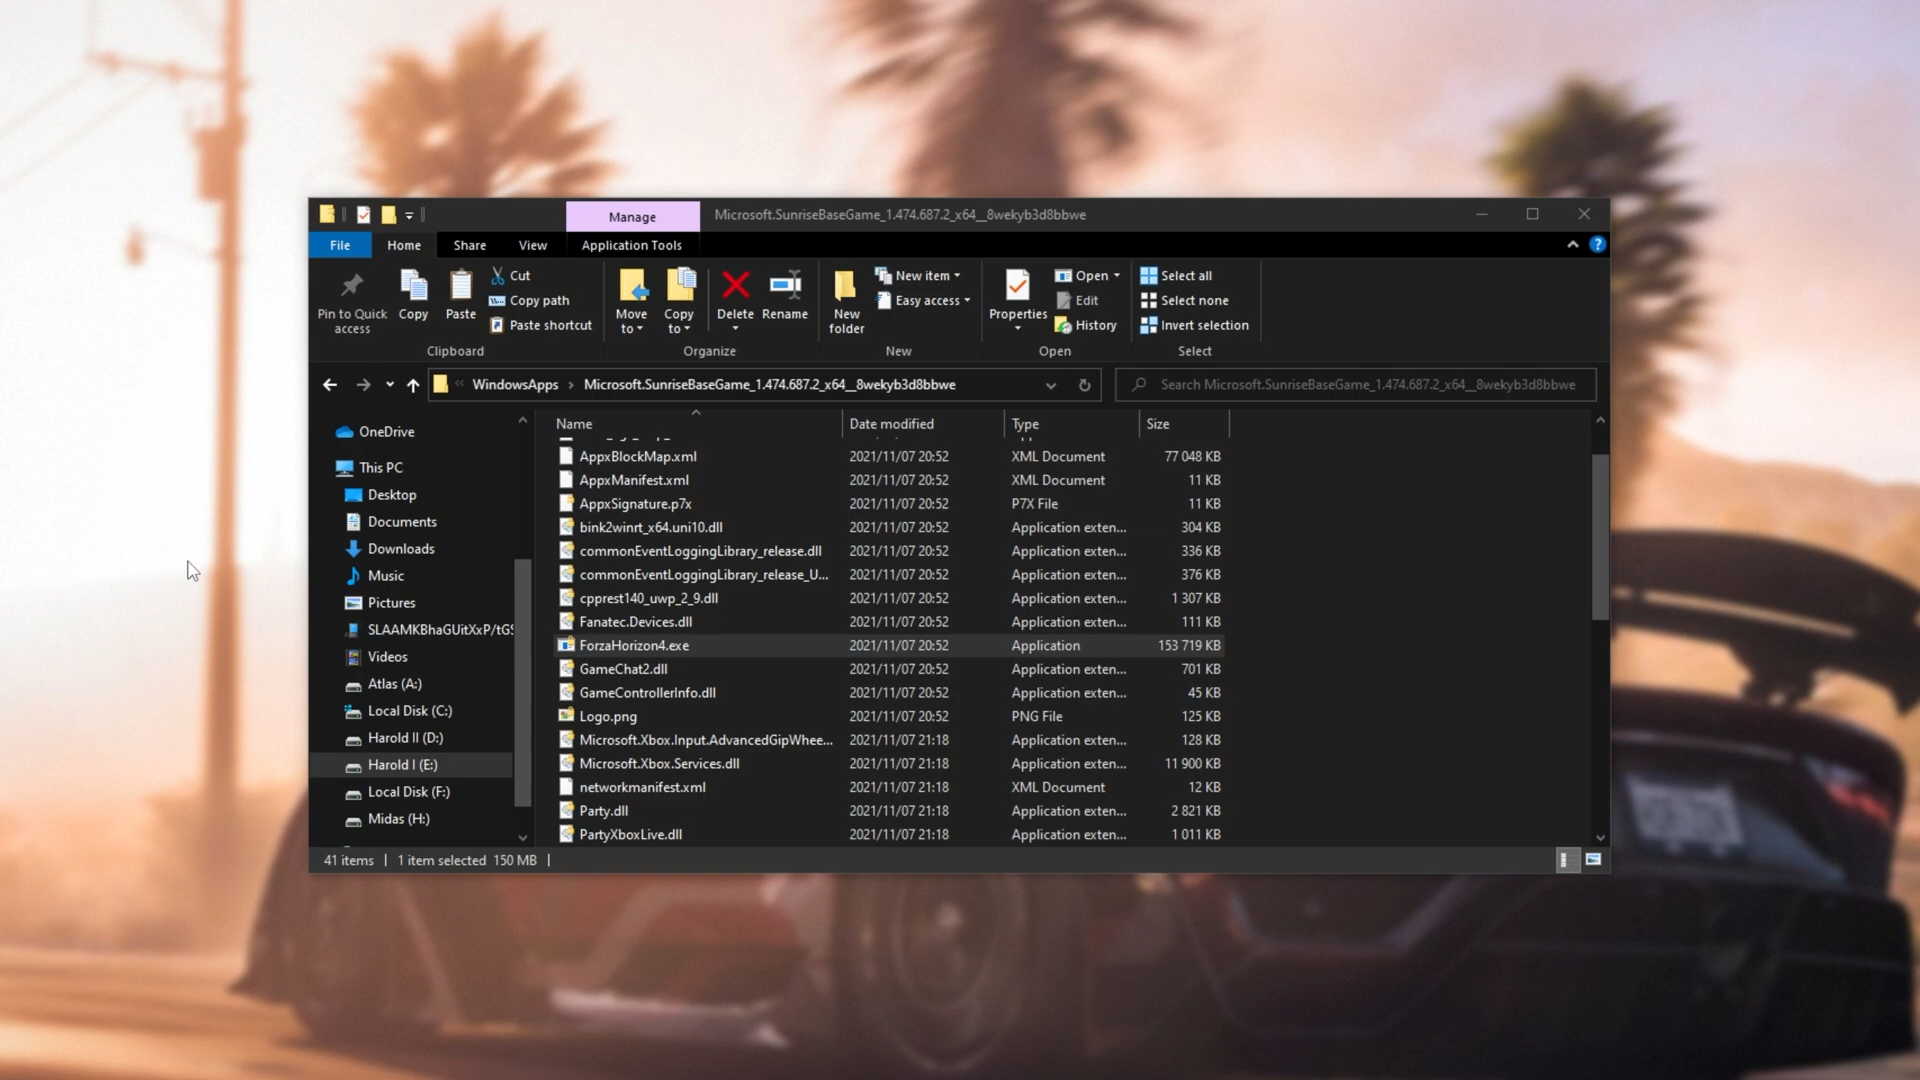 Manage
Microsoft.SunriseBaseGame_1.474.687.2_x64__8wekyb3d8bbwe
File
Home
Share
View
Application Tools
?
Pin to Quick access
Copy
Paste
Cut
Copy path
Paste shortcut
Clipboard
Move to
Copy to
Delete
Rename
Organize
New folder
New item
Easy access
New
Properties
Open
Edit
History
Open
Select all
Select none
Invert selection
Select
« WindowsApps > Microsoft.SunriseBaseGame_1.474.687.2_x64__8wekyb3d8bbwe
Search Microsoft.SunriseBaseGame_1.474.687.2_x64__8wekyb3d8bbwe
OneDrive
This PC
Desktop
Documents
Downloads
Music
Pictures
SLAAMKBhaGUitXxP/tGS
Videos
Atlas (A:)
Local Disk (C:)
Harold II (D:)
Harold I (E:)
Local Disk (F:)
Midas (H:)
Name Date modified Type Size
AppxBlockMap.xml 2021/11/07 20:52 XML Document 77 048 KB
AppxManifest.xml 2021/11/07 20:52 XML Document 11 KB
AppxSignature.p7x 2021/11/07 20:52 P7X File 11 KB
bink2winrt_x64.uni10.dll 2021/11/07 20:52 Application exten... 304 KB
commonEventLoggingLibrary_release.dll 2021/11/07 20:52 Application exten... 336 KB
commonEventLoggingLibrary_release_U... 2021/11/07 20:52 Application exten... 376 KB
cpprest140_uwp_2_9.dll 2021/11/07 20:52 Application exten... 1 307 KB
Fanatec.Devices.dll 2021/11/07 20:52 Application exten... 111 KB
ForzaHorizon4.exe 2021/11/07 20:52 Application 153 719 KB
GameChat2.dll 2021/11/07 20:52 Application exten... 701 KB
GameControllerInfo.dll 2021/11/07 20:52 Application exten... 45 KB
Logo.png 2021/11/07 20:52 PNG File 125 KB
Microsoft.Xbox.Input.AdvancedGipWhee... 2021/11/07 21:18 Application exten... 128 KB
Microsoft.Xbox.Services.dll 2021/11/07 21:18 Application exten... 11 900 KB
networkmanifest.xml 2021/11/07 21:18 XML Document 12 KB
Party.dll 2021/11/07 21:18 Application exten... 2 821 KB
PartyXboxLive.dll 2021/11/07 21:18 Application exten... 1 011 KB
41 items | 1 item selected 150 MB |